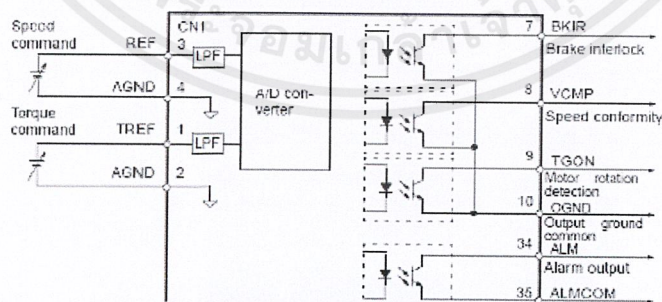 Speed
command
REF
CN1
3
LPF
AGND
4
Torque
command
TREF
1
LPF
AGND
2
A/D con-
verter
7
BKIR
Brake interlock
8
VCMP
Speed conformity
9
TGON
Motor rotation
detection
10
OGND
Output ground
common
34
ALM
Alarm output
35
ALMCOM